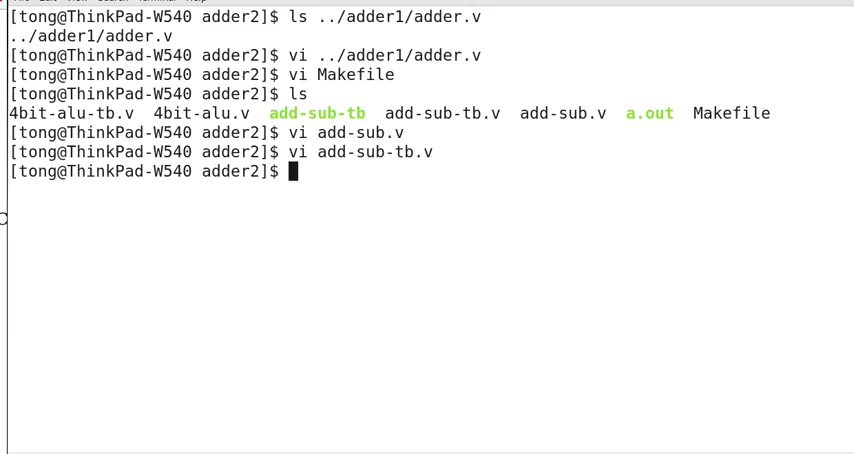 [tong@ThinkPad-W540 adder2]$ ls ../adder1/adder.v
../adder1/adder.v
[tong@ThinkPad-W540 adder2]$ vi ../adder1/adder.v
[tong@ThinkPad-W540 adder2]$ vi Makefile
[tong@ThinkPad-W540 adder2]$ ls
4bit-alu-tb.v  4bit-alu.v  add-sub-tb  add-sub-tb.v  add-sub.v  a.out  Makefile
[tong@ThinkPad-W540 adder2]$ vi add-sub.v
[tong@ThinkPad-W540 adder2]$ vi add-sub-tb.v
[tong@ThinkPad-W540 adder2]$